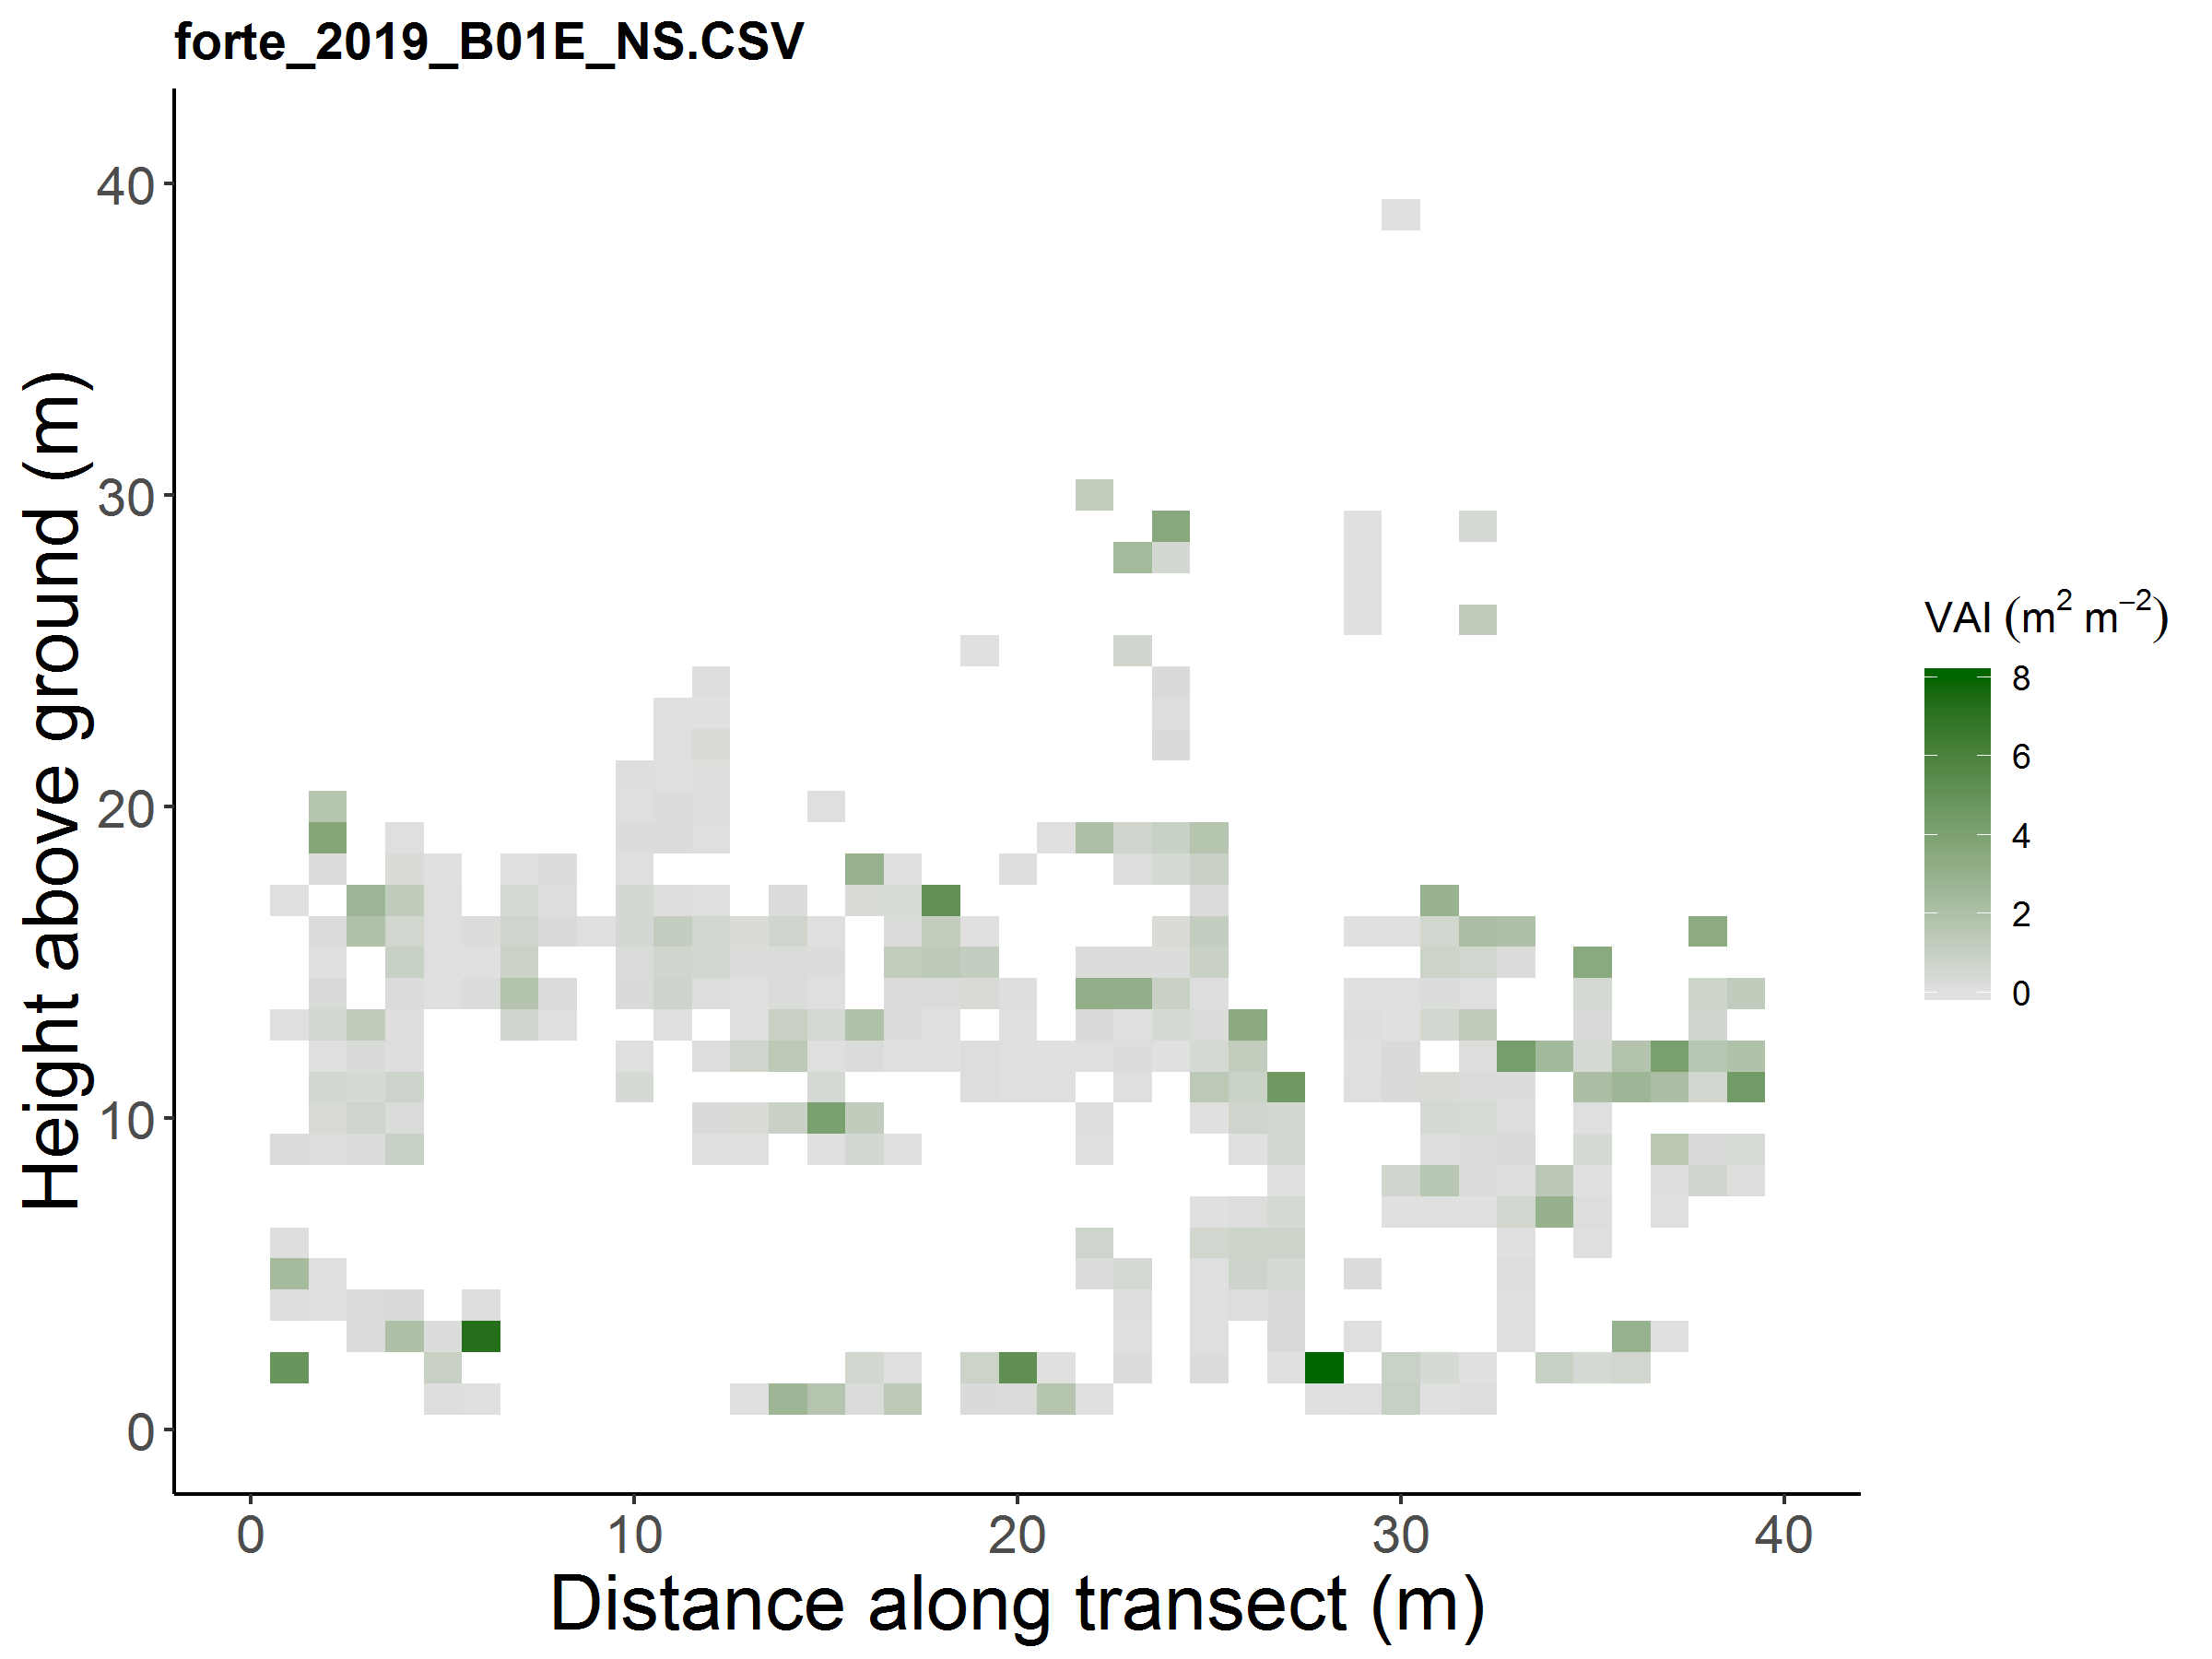 forte_2019_B01E_NS.CSV
Height above ground (m)
40
30
20
10
0
0 10 20 30 40
Distance along transect (m)
VAI (m² m⁻²)
8
6
4
2
0